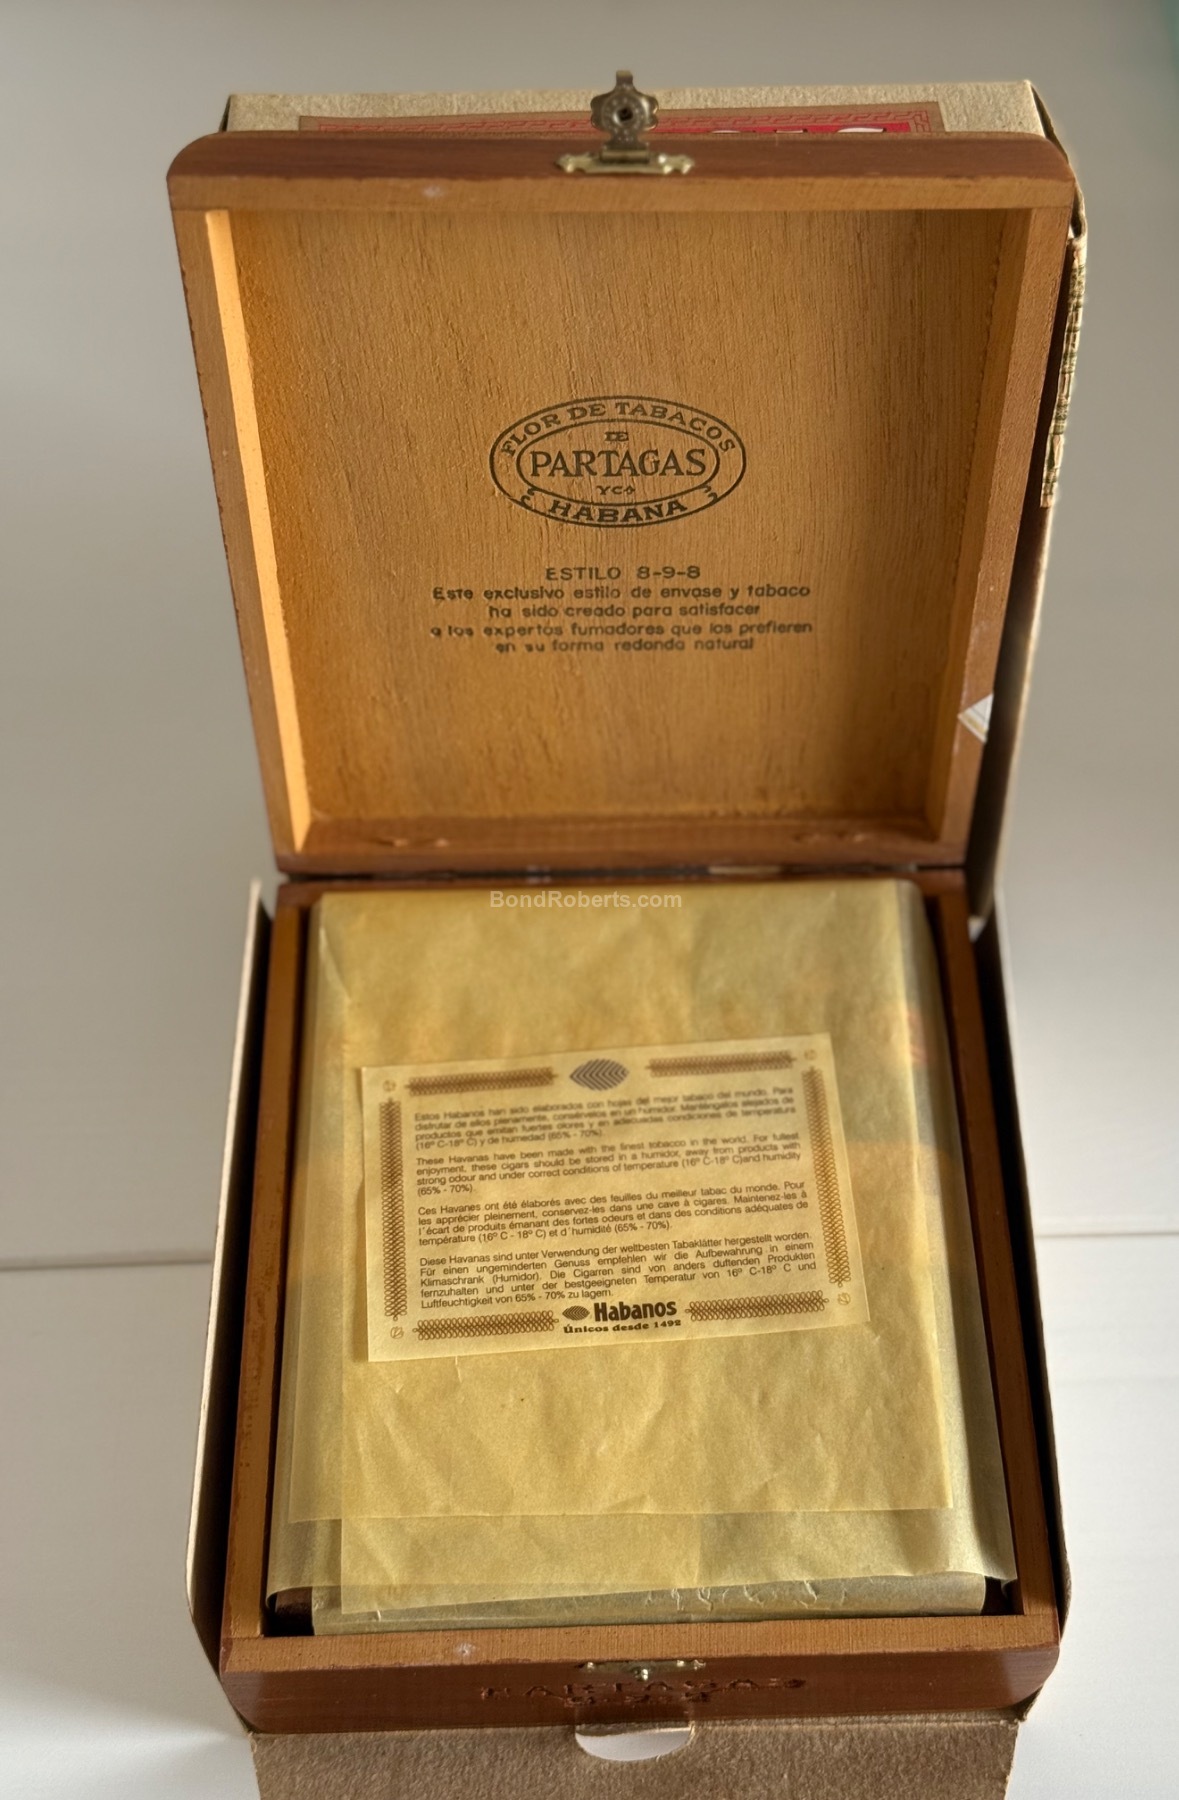 FLOR DE TABACOS
DE
PARTAGAS
Y Cª
HABANA
ESTILO 8-9-8
Este exclusivo estilo de envase y tabaco
ha sido creado para satisfacer
a los expertos fumadores que los prefieren
en su forma redonda natural
BondRoberts.com
Estos Habanos han sido elaborados con hojas del mejor tabaco del mundo. Para
disfrutar de ellos plenamente, consérvelos en un humidor. Manténgalos alejados de
productos que emitan fuertes olores y en adecuadas condiciones de temperatura
(16º C-18º C) y de humedad (65% - 70%).
These Havanas have been made with the finest tobacco in the world. For fullest
enjoyment, these cigars should be stored in a humidor, away from products with
strong odour and under correct conditions of temperature (16º C-18º C)and humidity
(65% - 70%).
Ces Havanes ont été élaborés avec des feuilles du meilleur tabac du monde. Pour
les apprécier pleinement, conservez-les dans une cave à cigares. Maintenez-les à
l'écart de produits émanant des fortes odeurs et dans des conditions adéquates de
température (16º C - 18º C) et d'humidité (65% - 70%).
Diese Havanas sind unter Verwendung der weltbesten Tabaklätter hergestellt worden.
Für einen ungeminderten Genuss empfehlen wir die Aufbewahrung in einem
Klimaschrank (Humidor). Die Cigarren sind von anders duftenden Produkten
fernzuhalten und unter der bestgeeigneten Temperatur von 16º C-18º C und
Luftfeuchtigkeit von 65% - 70% zu lagern.
Habanos
Únicos desde 1492
PARTAGAS
8-9-8